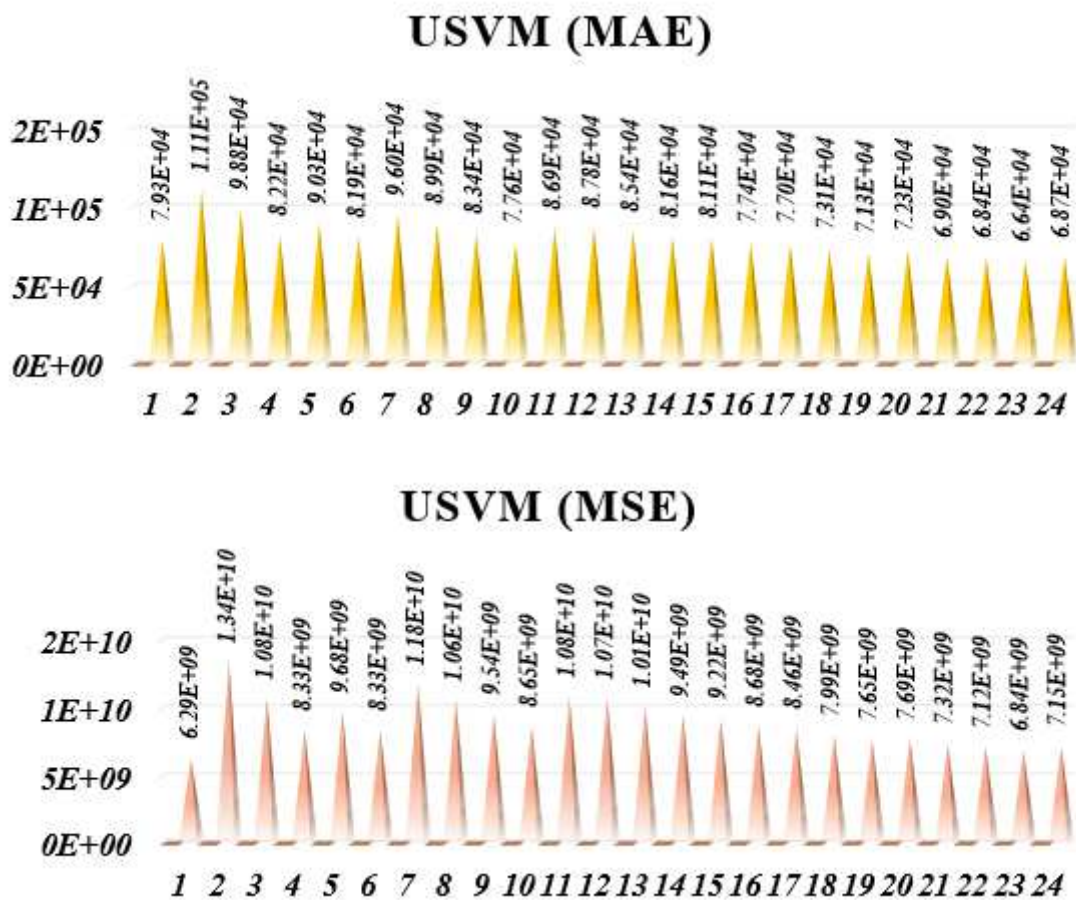 USVM (MAE)
2E+05
1E+05
5E+04
0E+00
7.93E+04
1.11E+05
9.88E+04
8.22E+04
9.03E+04
8.19E+04
9.60E+04
8.99E+04
8.34E+04
7.76E+04
8.69E+04
8.78E+04
8.54E+04
8.16E+04
8.11E+04
7.74E+04
7.70E+04
7.31E+04
7.13E+04
7.23E+04
6.90E+04
6.84E+04
6.64E+04
6.87E+04
1 2 3 4 5 6 7 8 9 10 11 12 13 14 15 16 17 18 19 20 21 22 23 24
USVM (MSE)
2E+10
1E+10
5E+09
0E+00
6.29E+09
1.34E+10
1.08E+10
8.33E+09
9.68E+09
8.33E+09
1.18E+10
1.06E+10
9.54E+09
8.65E+09
1.08E+10
1.07E+10
1.01E+10
9.49E+09
9.22E+09
8.68E+09
8.46E+09
7.99E+09
7.65E+09
7.69E+09
7.32E+09
7.12E+09
6.84E+09
7.15E+09
1 2 3 4 5 6 7 8 9 10 11 12 13 14 15 16 17 18 19 20 21 22 23 24